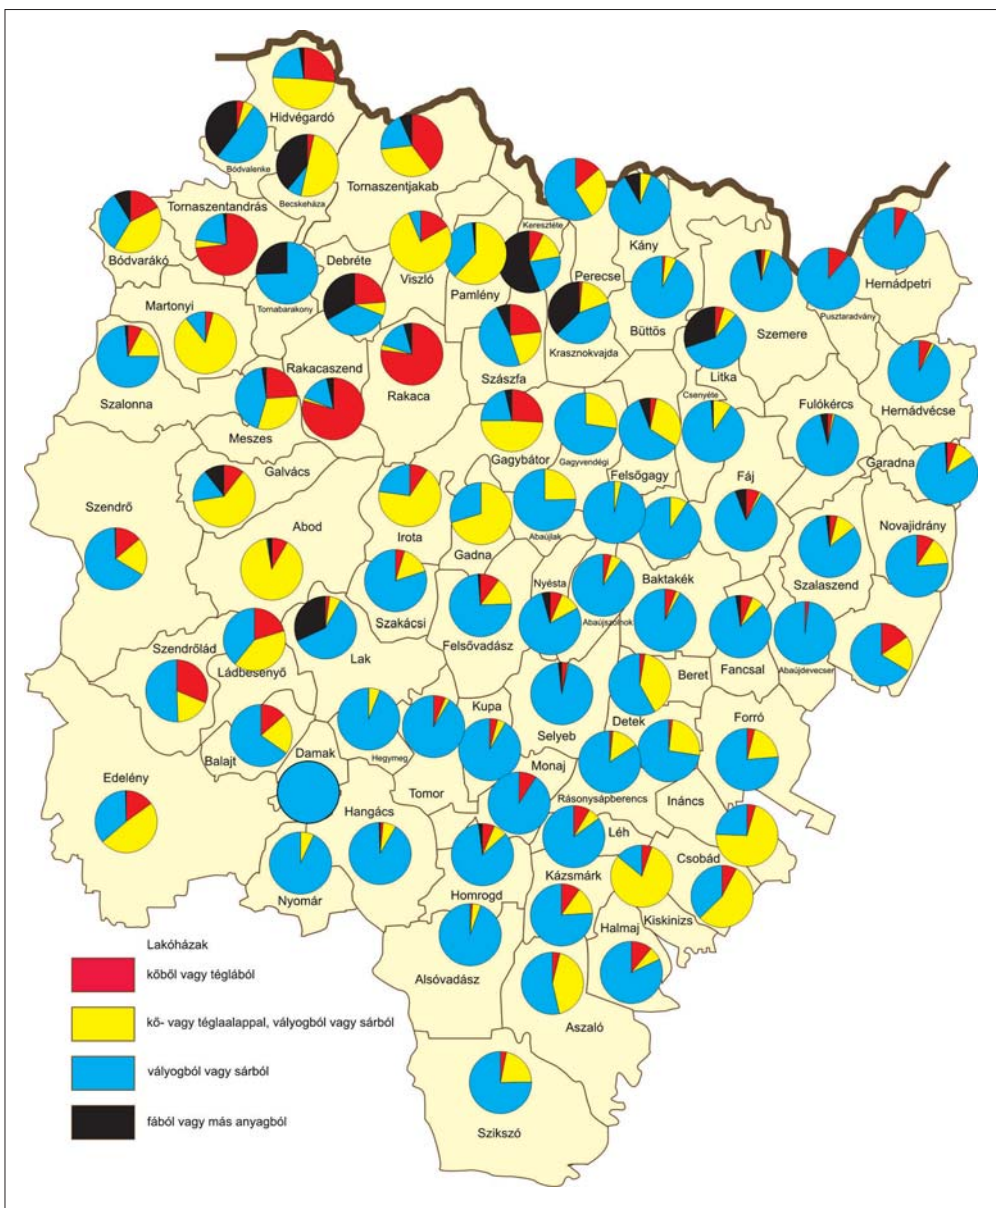 Hidvégardó
Bódvalenke
Becskeháza
Tornaszentjakab
Tornaszentandrás
Keresztéte
Kány
Bódvarákó
Debréte
Viszló
Perecse
Hernádpetri
Tornabarakony
Pamlény
Pusztaradvány
Martonyi
Büttös
Szemere
Krasznokvajda
Rakacaszend
Rakaca
Szászfa
Litka
Szalonna
Csenyéte
Fulókércs
Hernádvécse
Meszes
Gagybátor
Gagyvendégi
Garadna
Galvács
Felsőgagy
Fáj
Szendrő
Abod
Irota
Gadna
Abaújlak
Novajidrány
Nyésta
Baktakék
Szalaszend
Szakácsi
Abaújszolnok
Felsővadász
Szendrőlád
Lak
Ládbesenyő
Beret
Fancsal
Abaújdevecser
Kupa
Selyeb
Detek
Forró
Balajt
Damak
Hegymeg
Monaj
Edelény
Tomor
Rásonysápberencs
Ináncs
Hangács
Léh
Csobád
Kázsmárk
Nyomár
Homrogd
Kiskinizs
Halmaj
Alsóvadász
Aszaló
Szikszó
Lakóházak
kőből vagy téglából
kő- vagy téglaalappal, vályogból vagy sárból
vályogból vagy sárból
fából vagy más anyagból